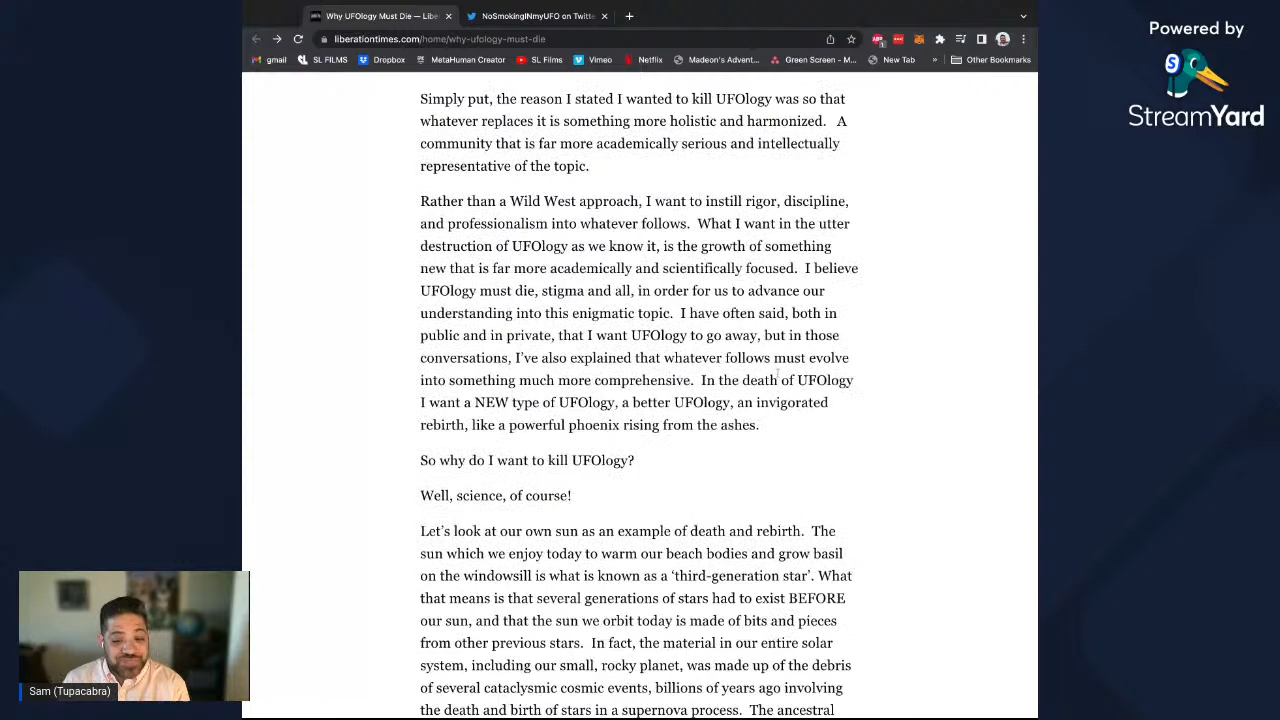 Why UFOlogy Must Die — Liber
NoSmokingINmyUFO on Twitte
liberationtimes.com/home/why-ufology-must-die
gmail
SL FILMS
Dropbox
MetaHuman Creator
SL Films
Vimeo
Netflix
Madeon's Advent...
Green Screen - M...
New Tab
»
Other Bookmarks
Powered by
StreamYard
Simply put, the reason I stated I wanted to kill UFOlogy was so that
whatever replaces it is something more holistic and harmonized. A
community that is far more academically serious and intellectually
representative of the topic.
Rather than a Wild West approach, I want to instill rigor, discipline,
and professionalism into whatever follows. What I want in the utter
destruction of UFOlogy as we know it, is the growth of something
new that is far more academically and scientifically focused. I believe
UFOlogy must die, stigma and all, in order for us to advance our
understanding into this enigmatic topic. I have often said, both in
public and in private, that I want UFOlogy to go away, but in those
conversations, I've also explained that whatever follows must evolve
into something much more comprehensive. In the death of UFOlogy
I want a NEW type of UFOlogy, a better UFOlogy, an invigorated
rebirth, like a powerful phoenix rising from the ashes.
So why do I want to kill UFOlogy?
Well, science, of course!
Let's look at our own sun as an example of death and rebirth. The
sun which we enjoy today to warm our beach bodies and grow basil
on the windowsill is what is known as a 'third-generation star'. What
that means is that several generations of stars had to exist BEFORE
our sun, and that the sun we orbit today is made of bits and pieces
from other previous stars. In fact, the material in our entire solar
system, including our small, rocky planet, was made up of the debris
of several cataclysmic cosmic events, billions of years ago involving
the death and birth of stars in a supernova process. The ancestral
Sam (Tupacabra)